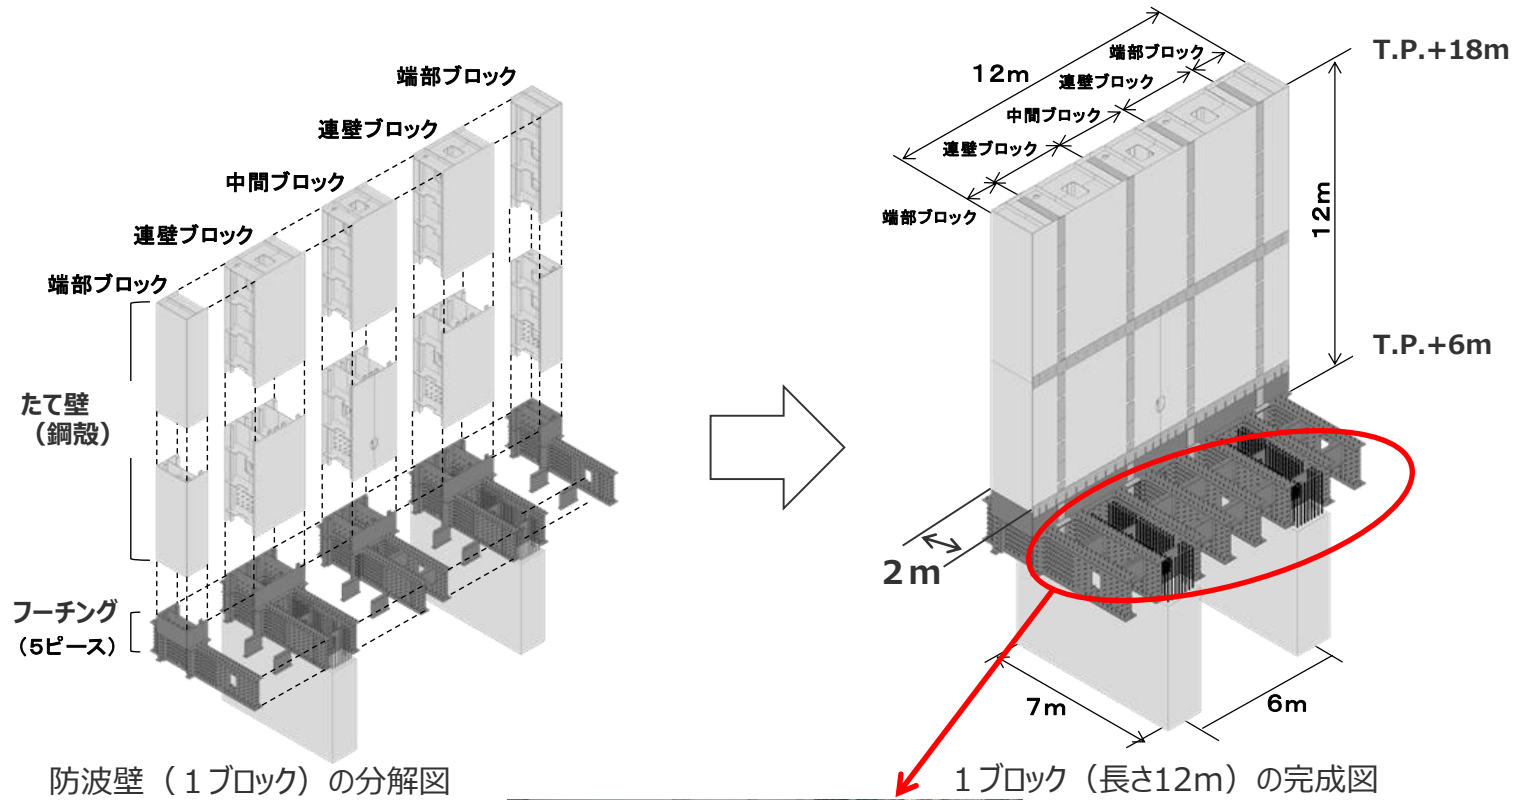 端部ブロック
連壁ブロック
中間ブロック
連壁ブロック
端部ブロック
たて壁
（鋼殻）
フーチング
（5ピース）
防波壁（１ブロック）の分解図
12m
端部ブロック
連壁ブロック
中間ブロック
連壁ブロック
端部ブロック
T.P.+18m
12m
T.P.+6m
2m
7m
6m
１ブロック（長さ12m）の完成図